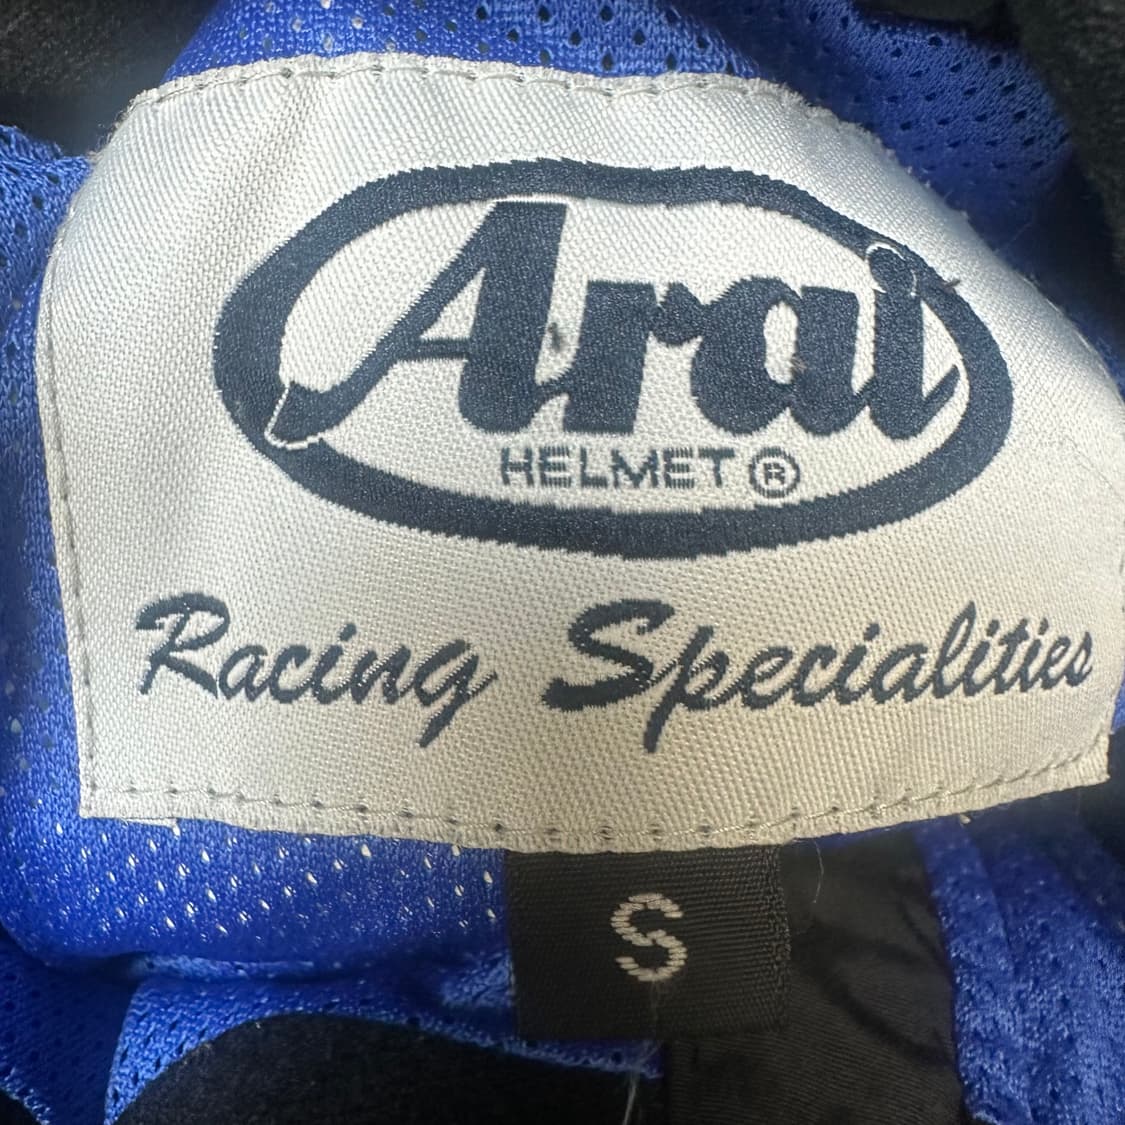 Arai
HELMET®
Racing Specialities
S